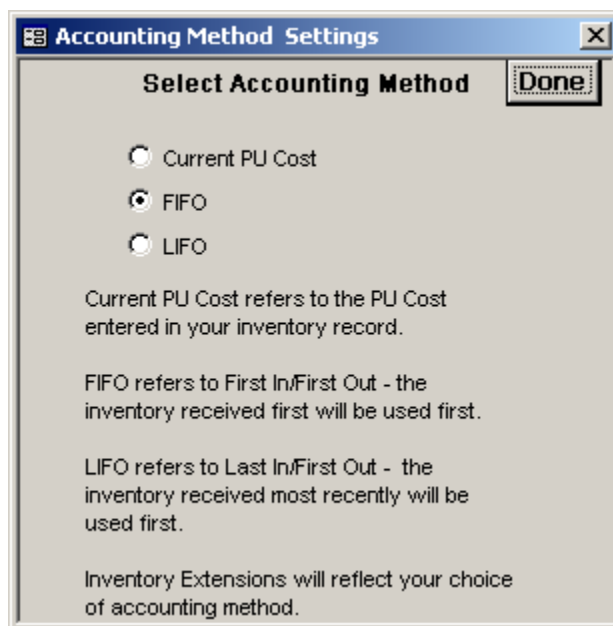 Accounting Method Settings
Select Accounting Method
Done
Current PU Cost
FIFO
LIFO
Current PU Cost refers to the PU Cost
entered in your inventory record.
FIFO refers to First In/First Out - the
inventory received first will be used first.
LIFO refers to Last In/First Out - the
inventory received most recently will be
used first.
Inventory Extensions will reflect your choice
of accounting method.